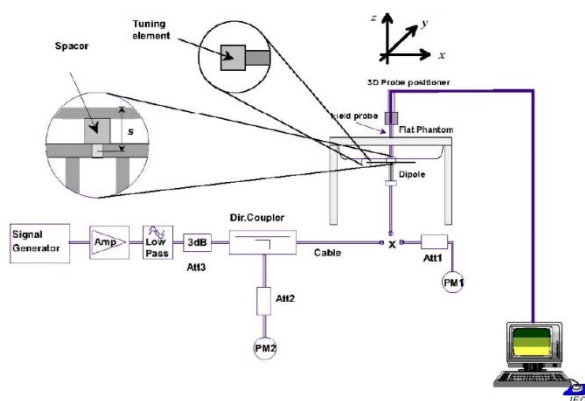 Tuning
element
Spacer
s
z
y
x
3D Probe positioner
Field probe
Flat Phantom
Dipole
Signal
Generator
Amp
Low
Pass
3dB
Att3
Dir.Coupler
Cable
X
Att1
PM1
Att2
PM2